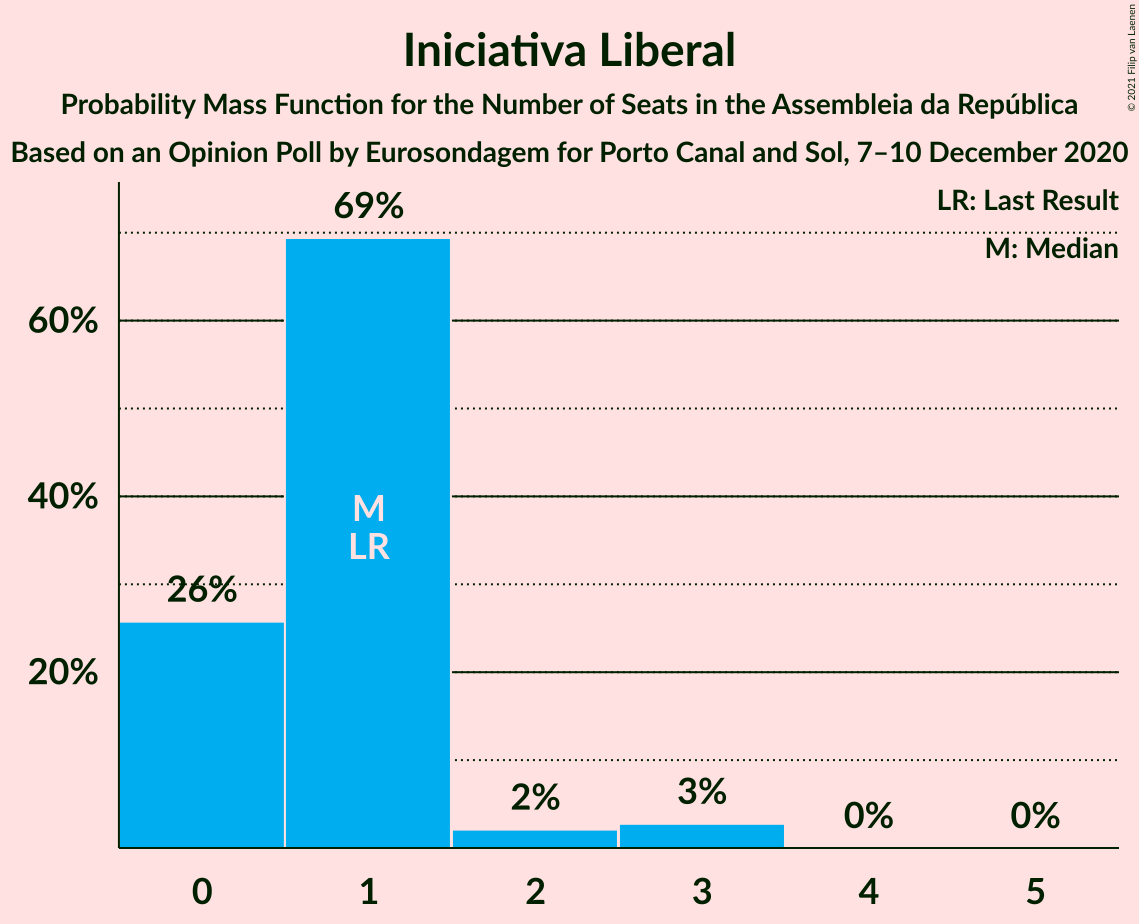 Iniciativa Liberal
Probability Mass Function for the Number of Seats in the Assembleia da República
Based on an Opinion Poll by Eurosondagem for Porto Canal and Sol, 7–10 December 2020
© 2021 Filip van Laenen
LR: Last Result
M: Median
69%
60%
40%
M
LR
26%
20%
2%
3%
0%
0%
0 1 2 3 4 5